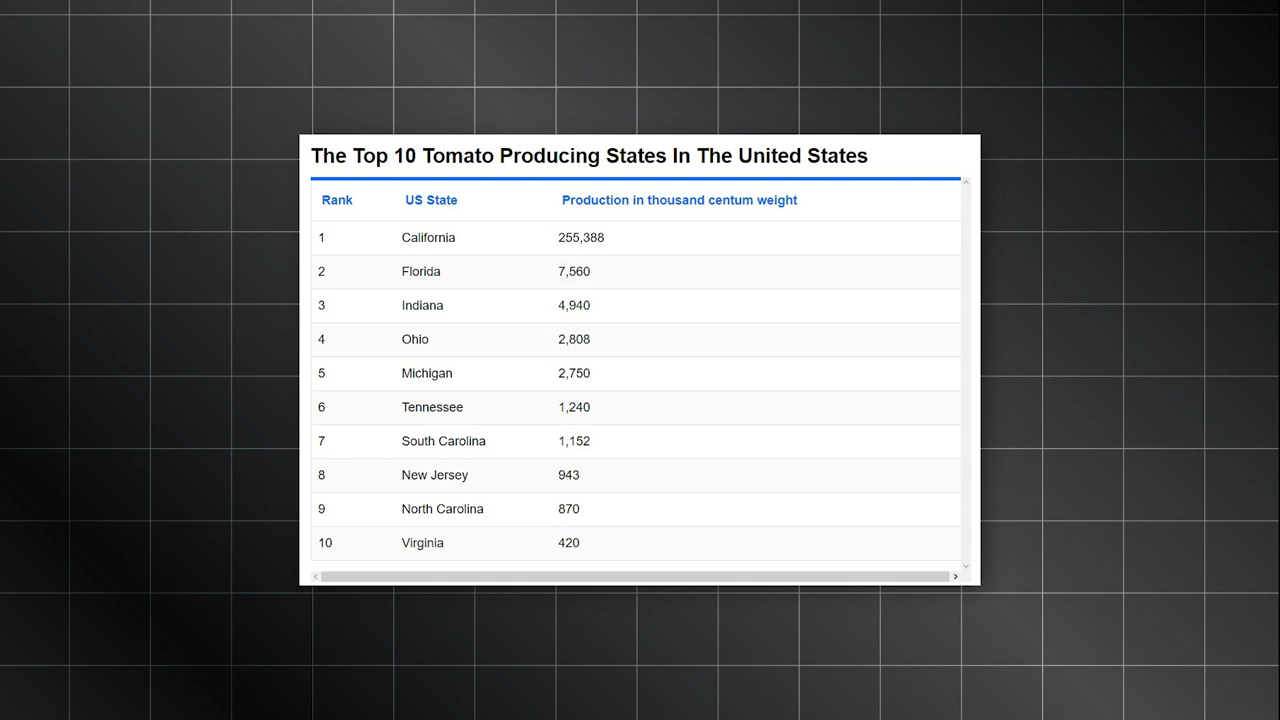 The Top 10 Tomato Producing States In The United States
Rank US State Production in thousand centum weight
1 California 255,388
2 Florida 7,560
3 Indiana 4,940
4 Ohio 2,808
5 Michigan 2,750
6 Tennessee 1,240
7 South Carolina 1,152
8 New Jersey 943
9 North Carolina 870
10 Virginia 420